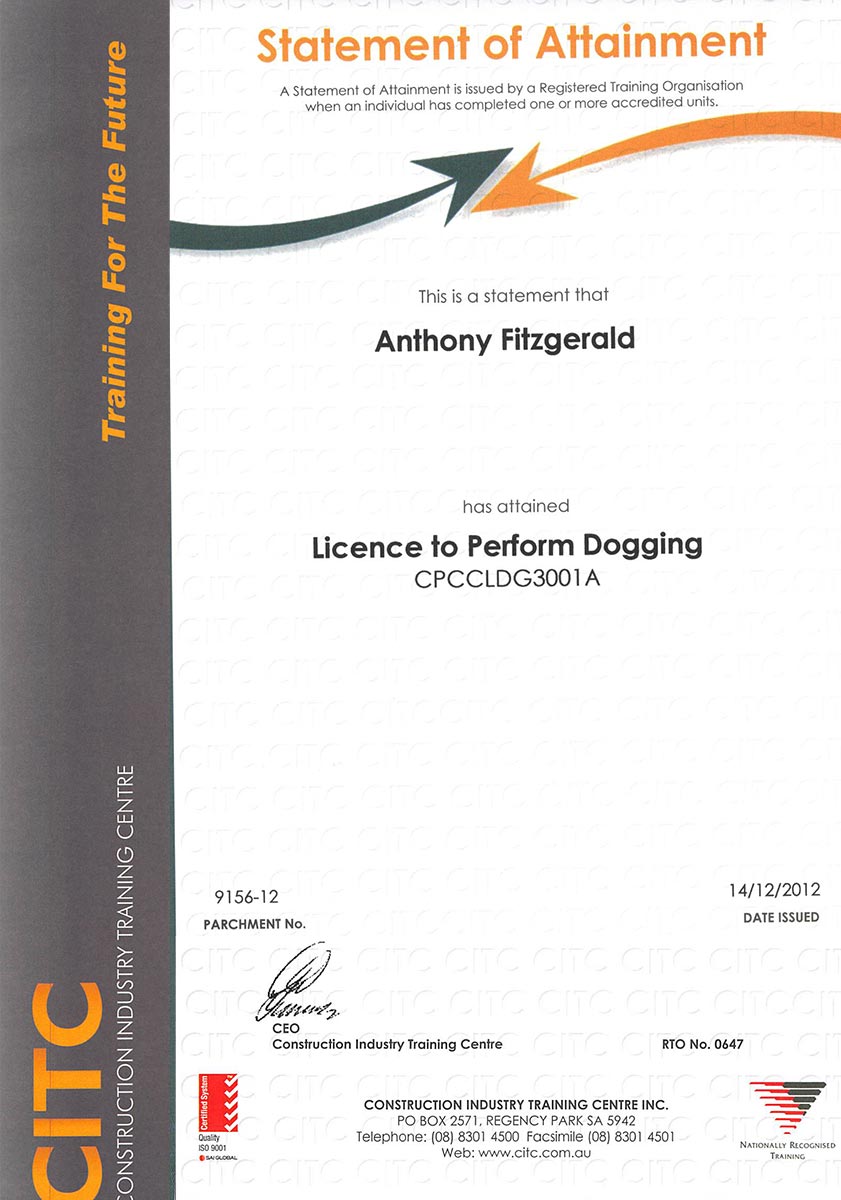 Statement of Attainment
A Statement of Attainment is issued by a Registered Training Organisation
when an individual has completed one or more accredited units.
Training For The Future
This is a statement that
Anthony Fitzgerald
has attained
Licence to Perform Dogging
CPCCLDG3001A
CITC
CONSTRUCTION INDUSTRY TRAINING CENTRE
9156-12
PARCHMENT No.
14/12/2012
DATE ISSUED
CEO
Construction Industry Training Centre
RTO No. 0647
Certified System
Quality
ISO 9001
SAI GLOBAL
CONSTRUCTION INDUSTRY TRAINING CENTRE INC.
PO BOX 2571, REGENCY PARK SA 5942
Telephone: (08) 8301 4500 Facsimile (08) 8301 4501
Web: www.citc.com.au
NATIONALLY RECOGNISED
TRAINING